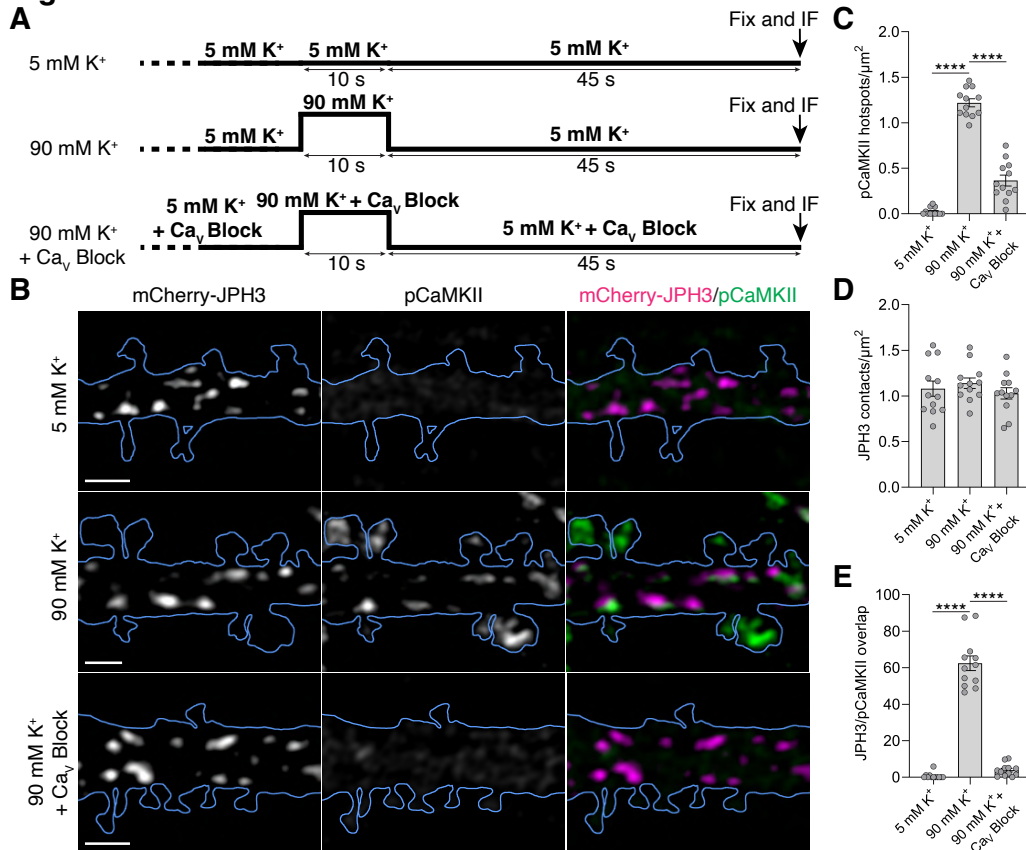 A
Fix and IF
5 mM K⁺
5 mM K⁺
5 mM K⁺
5 mM K⁺
10 s
45 s
90 mM K⁺
Fix and IF
90 mM K⁺
5 mM K⁺
5 mM K⁺
10 s
45 s
5 mM K⁺
+ Caᵥ Block
90 mM K⁺ + Caᵥ Block
Fix and IF
90 mM K⁺
+ Caᵥ Block
5 mM K⁺ + Caᵥ Block
10 s
45 s
B
mCherry-JPH3
pCaMKII
mCherry-JPH3/pCaMKII
5 mM K⁺
90 mM K⁺
90 mM K⁺
+ Caᵥ Block
C
pCaMKII hotspots/μm²
2.0
1.5
1.0
0.5
0.0
****
****
5 mM K⁺
90 mM K⁺
90 mM K⁺ +
Caᵥ Block
D
JPH3 contacts/μm²
2.0
1.5
1.0
0.5
0.0
5 mM K⁺
90 mM K⁺
90 mM K⁺ +
Caᵥ Block
E
JPH3/pCaMKII overlap
100
80
60
40
20
0
****
****
5 mM K⁺
90 mM K⁺
90 mM K⁺ +
Caᵥ Block